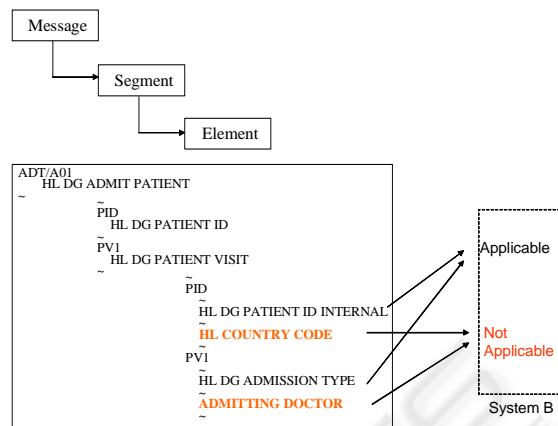 Message
Segment
Element
ADT/A01
HL DG ADMIT PATIENT
~
~
PID
HL DG PATIENT ID
~
PV1
HL DG PATIENT VISIT
~
~
PID
~
HL DG PATIENT ID INTERNAL
~
HL COUNTRY CODE
~
PV1
~
HL DG ADMISSION TYPE
~
ADMITTING DOCTOR
~
Applicable
Not
Applicable
System B